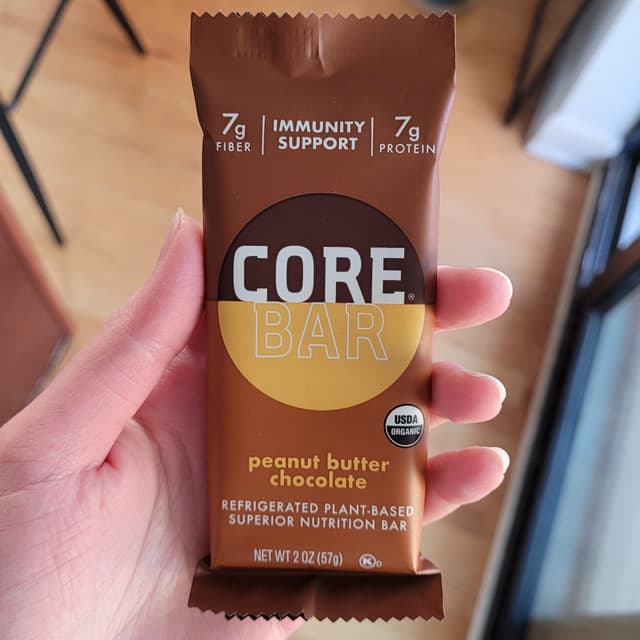 7g FIBER | IMMUNITY SUPPORT | 7g PROTEIN
CORE®
BAR
USDA
ORGANIC
peanut butter
chocolate
REFRIGERATED PLANT-BASED
SUPERIOR NUTRITION BAR
NET WT 2 OZ (57g) K D